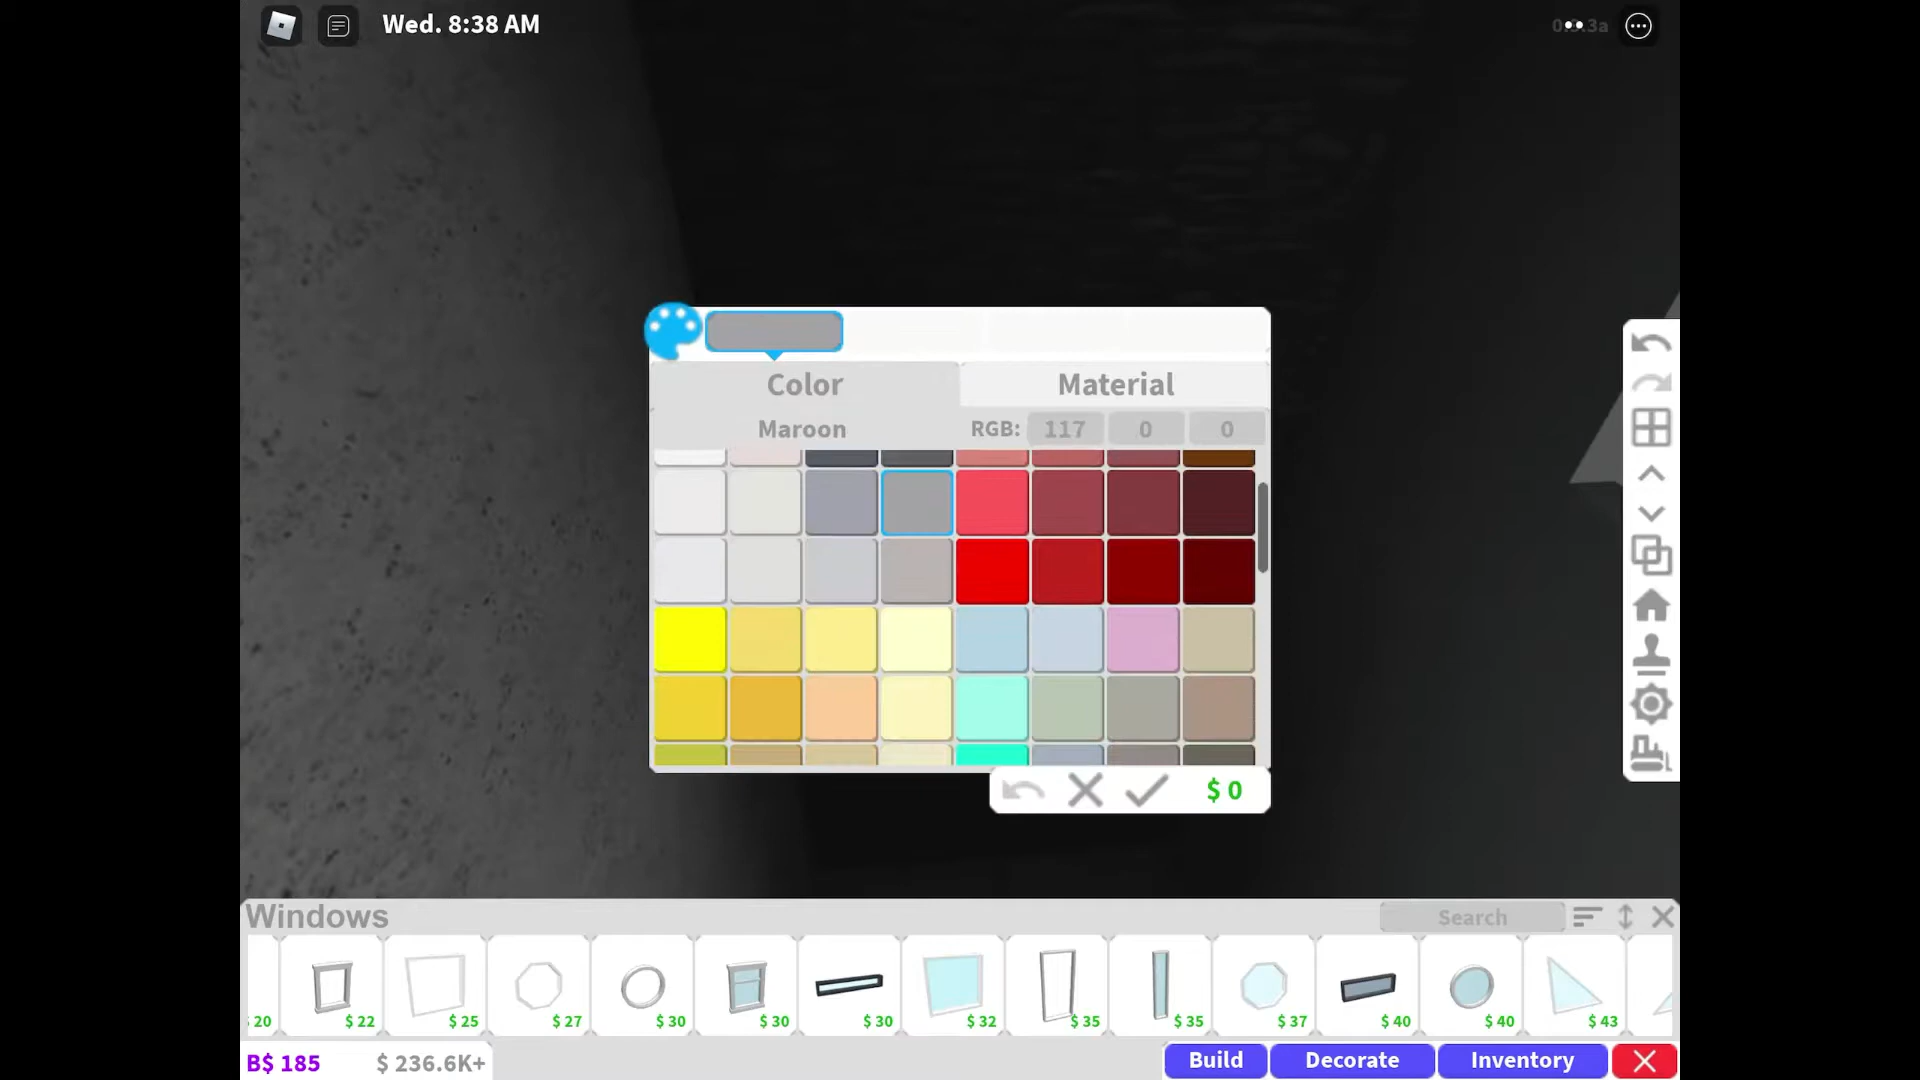 Wed. 8:38 AM
Color
Material
Maroon
RGB: 117 0 0
$ 0
Windows
Search
20
$ 22
$ 25
$ 27
$ 30
$ 30
$ 30
$ 32
$ 35
$ 35
$ 37
$ 40
$ 40
$ 43
B$ 185
$ 236.6K+
Build
Decorate
Inventory